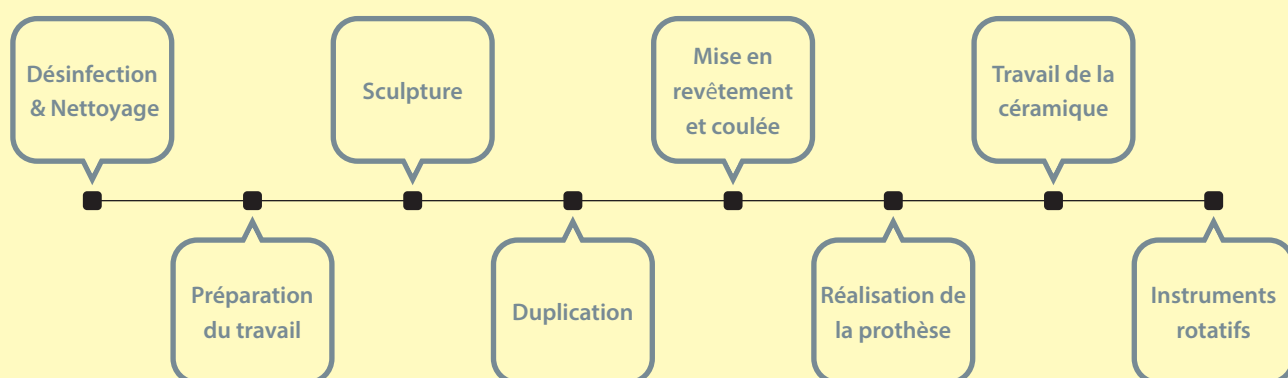 Désinfection
& Nettoyage
Préparation
du travail
Sculpture
Duplication
Mise en
revêtement
et coulée
Réalisation de
la prothèse
Travail de la
céramique
Instruments
rotatifs